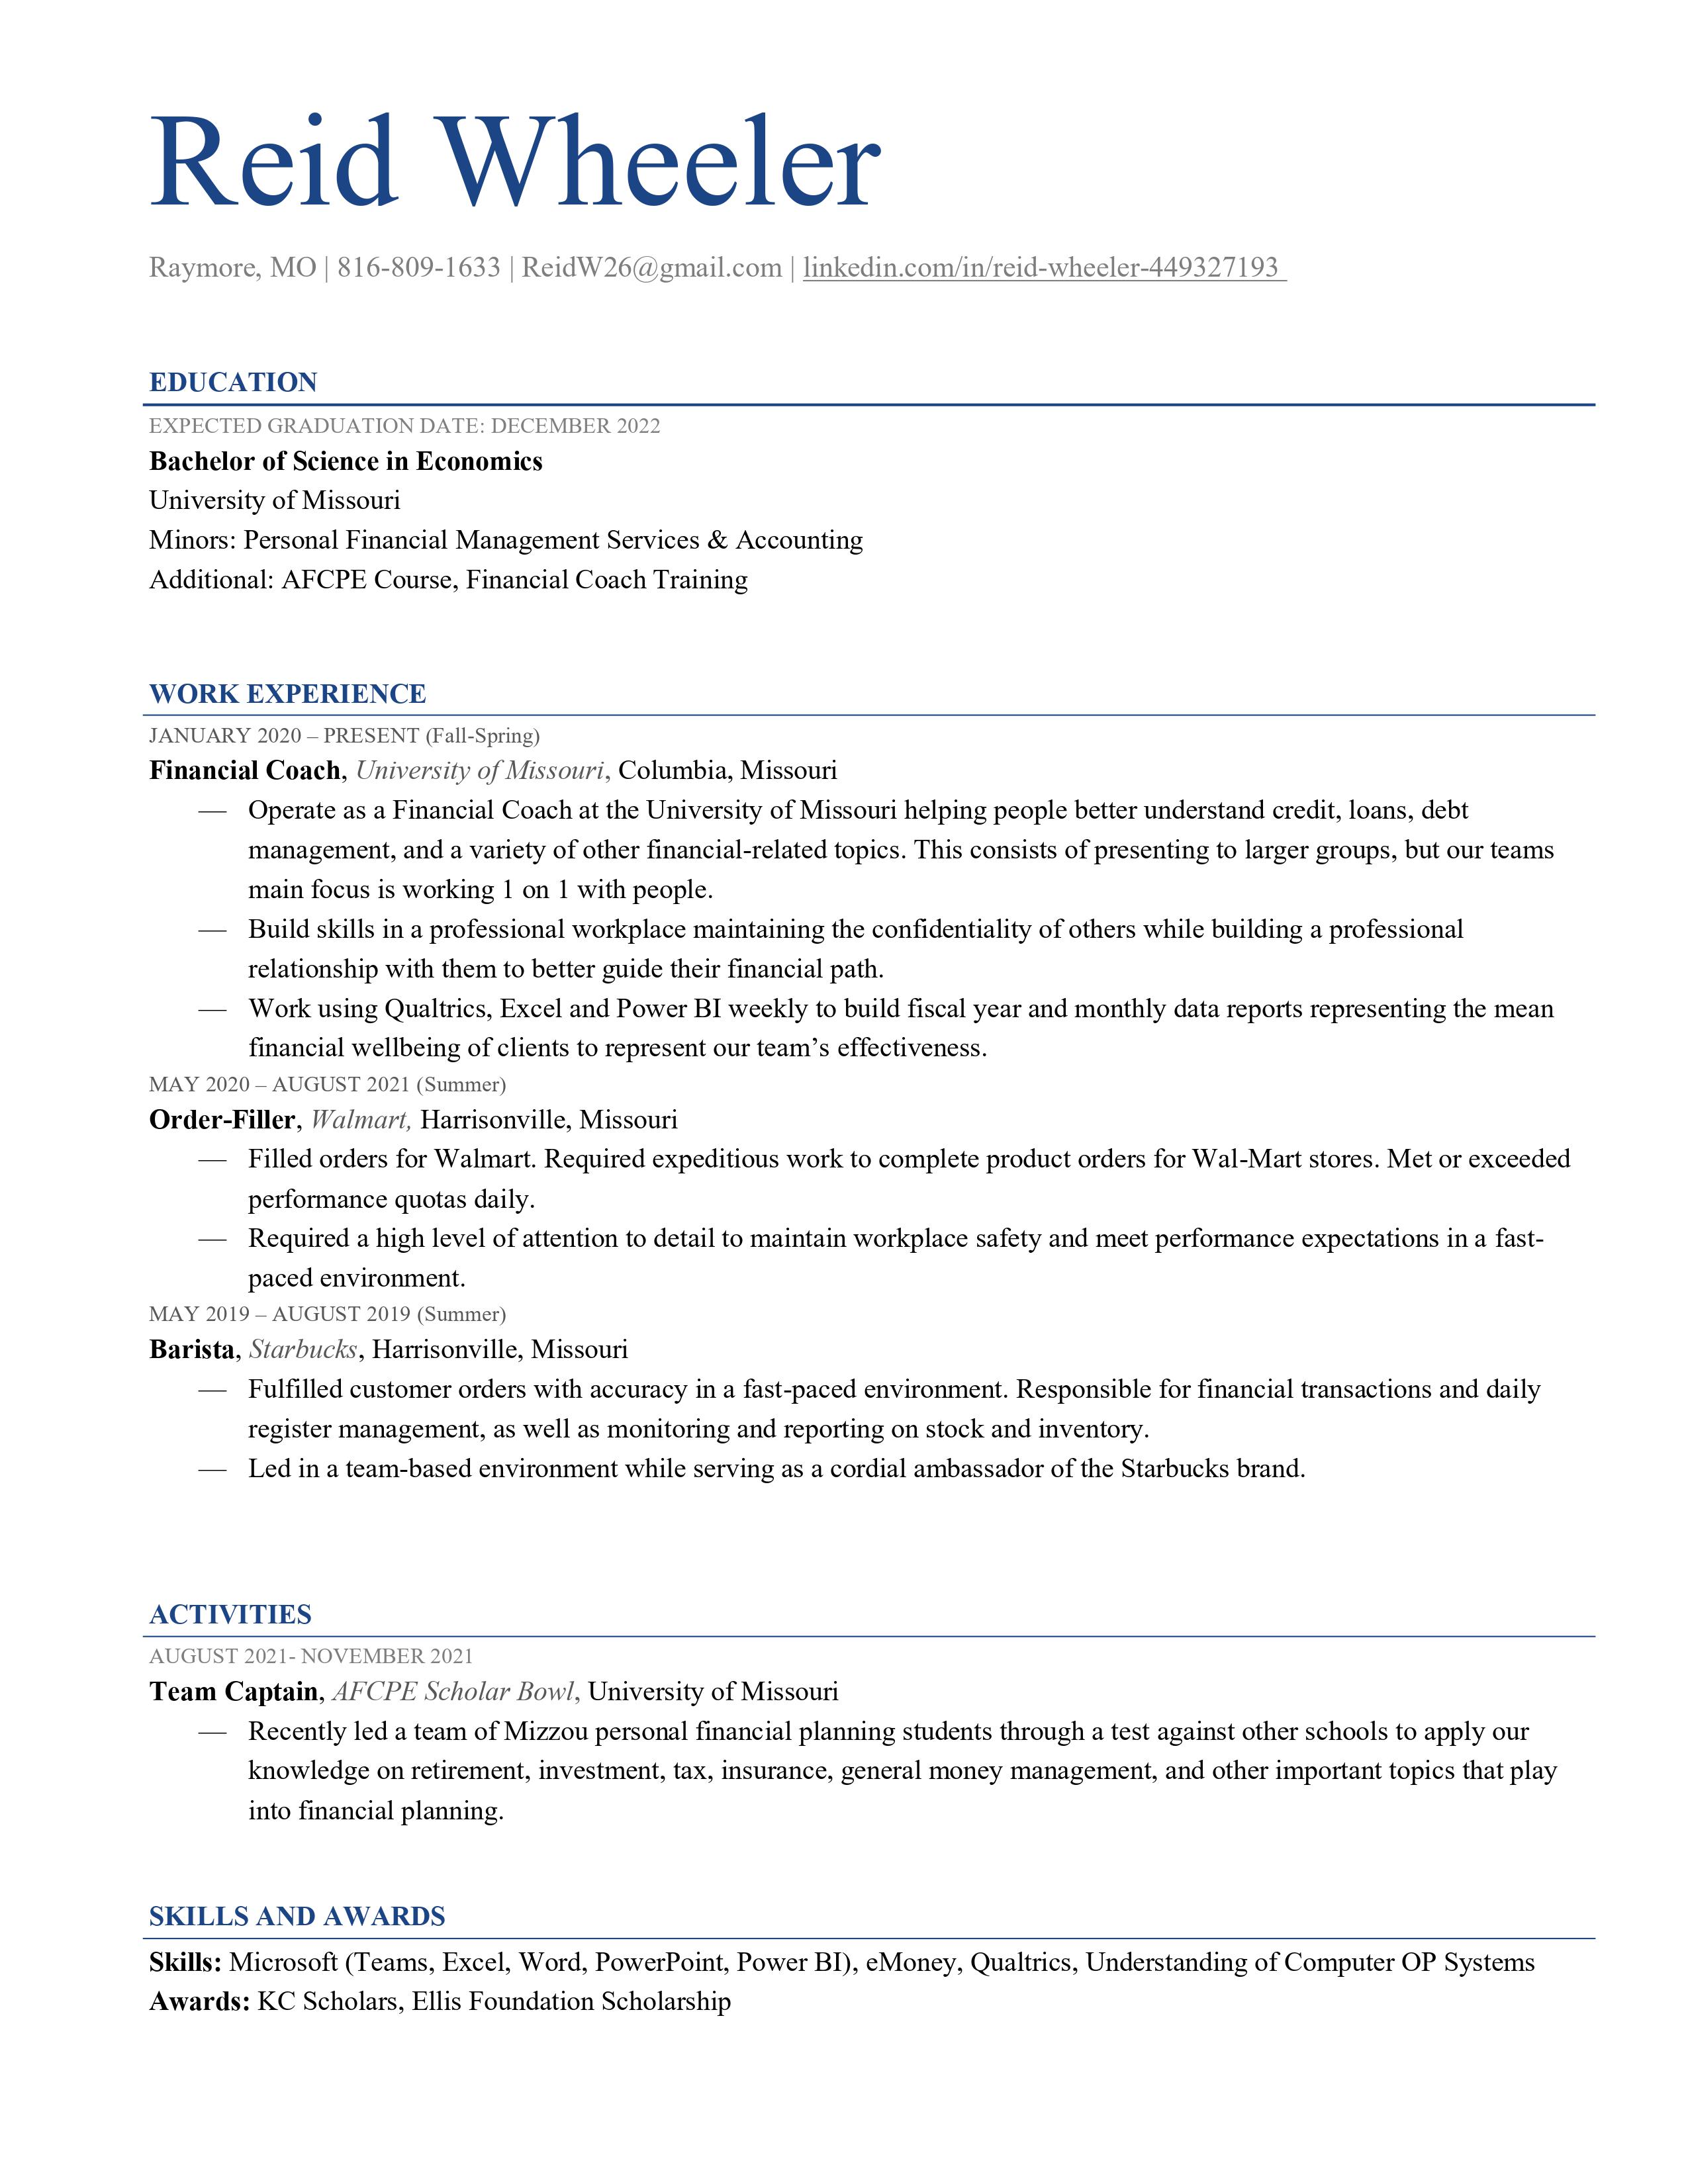 Reid Wheeler
Raymore, MO | 816-809-1633 | ReidW26@gmail.com | linkedin.com/in/reid-wheeler-449327193
EDUCATION
EXPECTED GRADUATION DATE: DECEMBER 2022
Bachelor of Science in Economics
University of Missouri
Minors: Personal Financial Management Services & Accounting
Additional: AFCPE Course, Financial Coach Training
WORK EXPERIENCE
JANUARY 2020 – PRESENT (Fall-Spring)
Financial Coach, University of Missouri, Columbia, Missouri
— Operate as a Financial Coach at the University of Missouri helping people better understand credit, loans, debt
management, and a variety of other financial-related topics. This consists of presenting to larger groups, but our teams
main focus is working 1 on 1 with people.
— Build skills in a professional workplace maintaining the confidentiality of others while building a professional
relationship with them to better guide their financial path.
— Work using Qualtrics, Excel and Power BI weekly to build fiscal year and monthly data reports representing the mean
financial wellbeing of clients to represent our team’s effectiveness.
MAY 2020 – AUGUST 2021 (Summer)
Order-Filler, Walmart, Harrisonville, Missouri
— Filled orders for Walmart. Required expeditious work to complete product orders for Wal-Mart stores. Met or exceeded
performance quotas daily.
— Required a high level of attention to detail to maintain workplace safety and meet performance expectations in a fast-
paced environment.
MAY 2019 – AUGUST 2019 (Summer)
Barista, Starbucks, Harrisonville, Missouri
— Fulfilled customer orders with accuracy in a fast-paced environment. Responsible for financial transactions and daily
register management, as well as monitoring and reporting on stock and inventory.
— Led in a team-based environment while serving as a cordial ambassador of the Starbucks brand.
ACTIVITIES
AUGUST 2021- NOVEMBER 2021
Team Captain, AFCPE Scholar Bowl, University of Missouri
— Recently led a team of Mizzou personal financial planning students through a test against other schools to apply our
knowledge on retirement, investment, tax, insurance, general money management, and other important topics that play
into financial planning.
SKILLS AND AWARDS
Skills: Microsoft (Teams, Excel, Word, PowerPoint, Power BI), eMoney, Qualtrics, Understanding of Computer OP Systems
Awards: KC Scholars, Ellis Foundation Scholarship